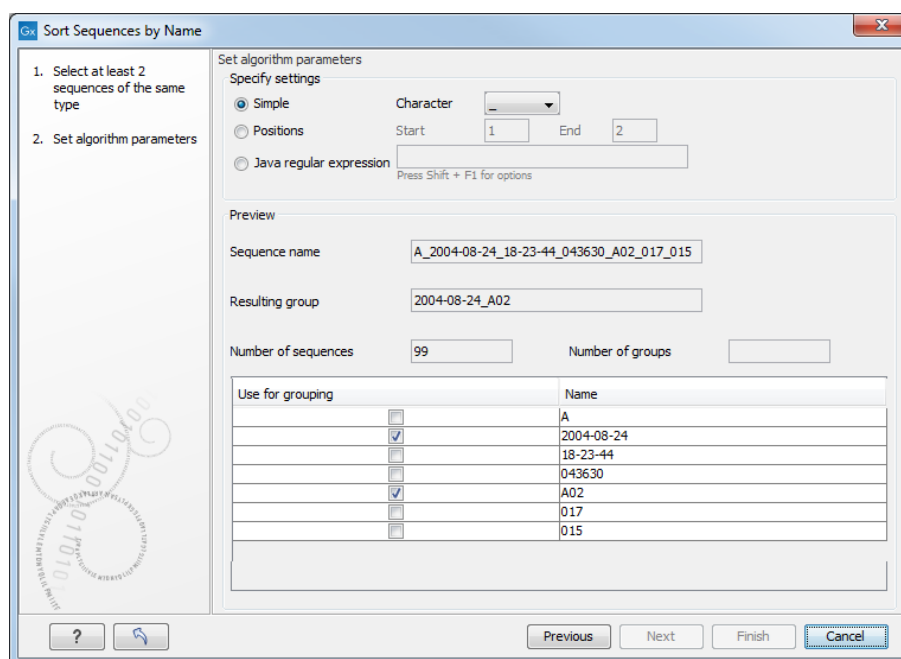 Gx Sort Sequences by Name
1. Select at least 2
sequences of the same
type
2. Set algorithm parameters
Set algorithm parameters
Specify settings
Simple Character _
Positions Start 1 End 2
Java regular expression
Press Shift + F1 for options
Preview
Sequence name A_2004-08-24_18-23-44_043630_A02_017_015
Resulting group 2004-08-24_A02
Number of sequences 99 Number of groups
Use for grouping Name
A
2004-08-24
18-23-44
043630
A02
017
015
? Previous Next Finish Cancel